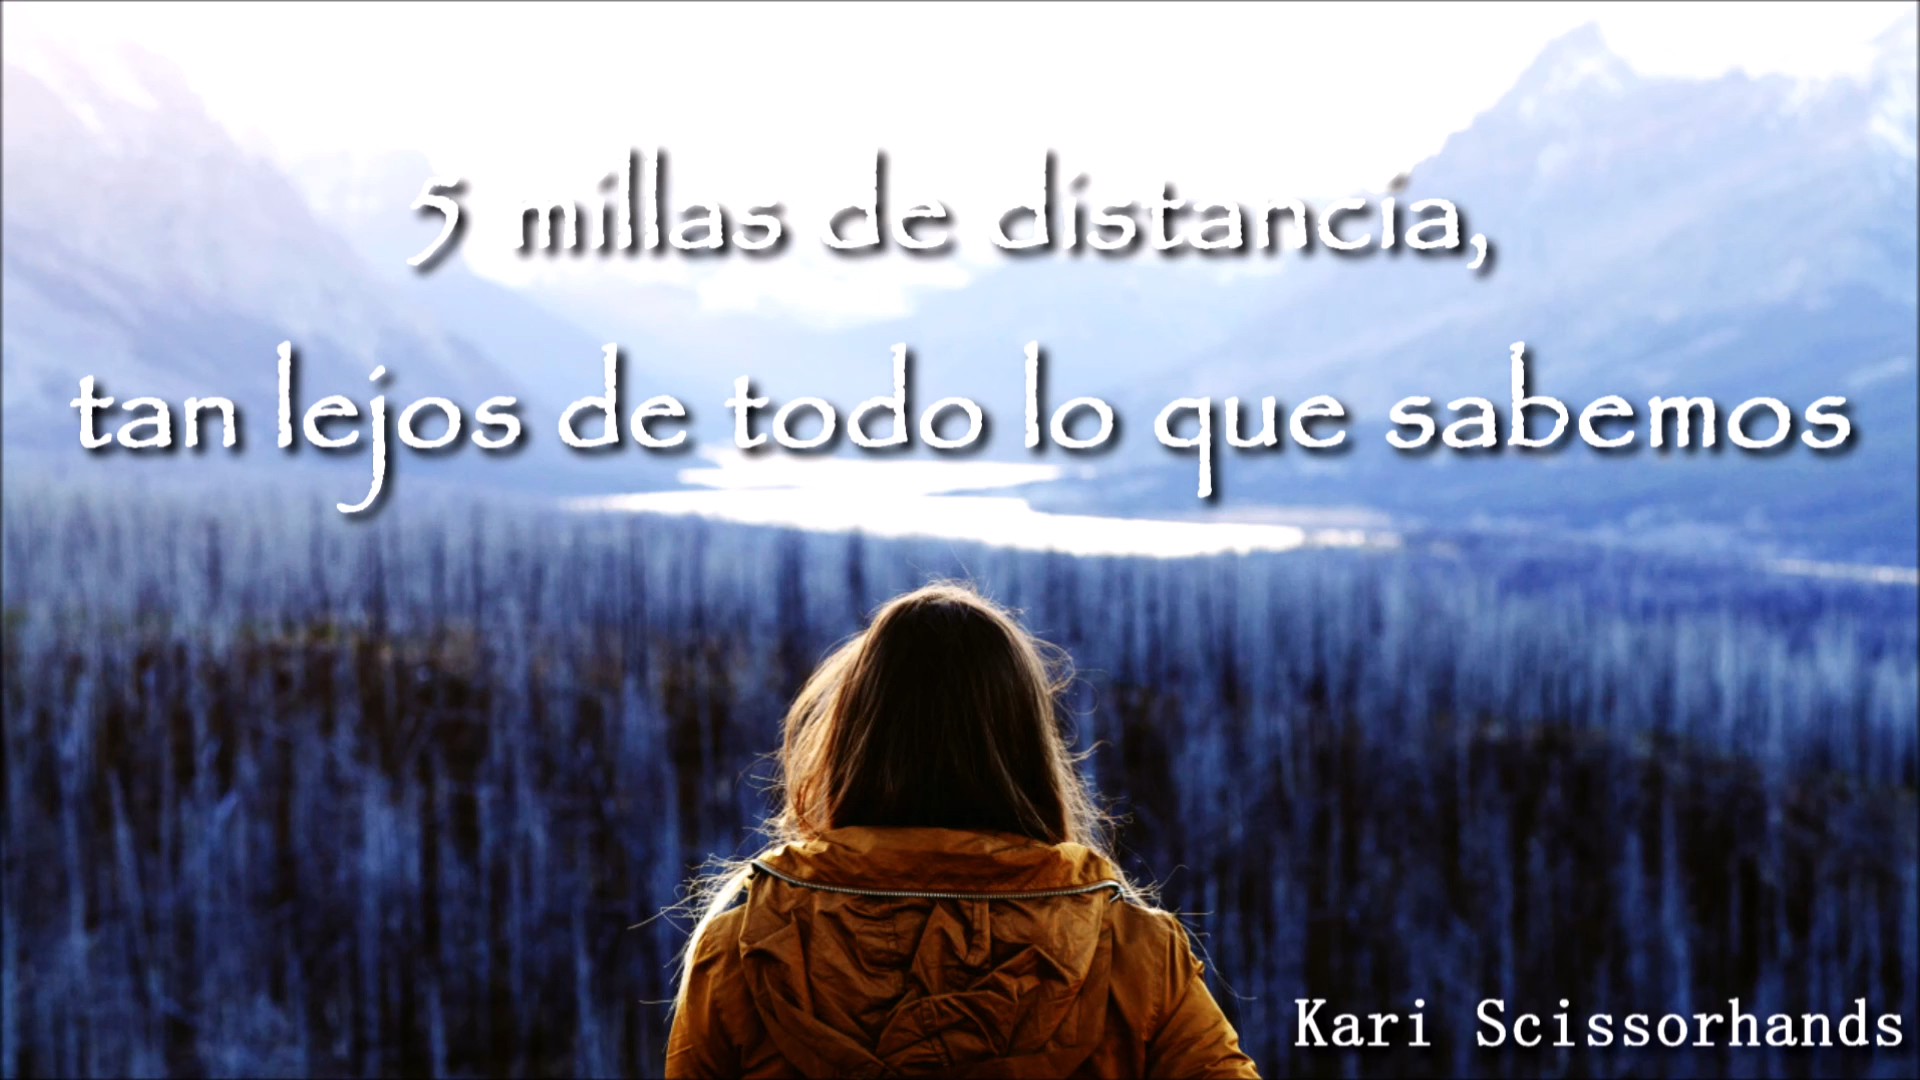 5 millas de distancia,
tan lejos de todo lo que sabemos
Kari Scissorhands